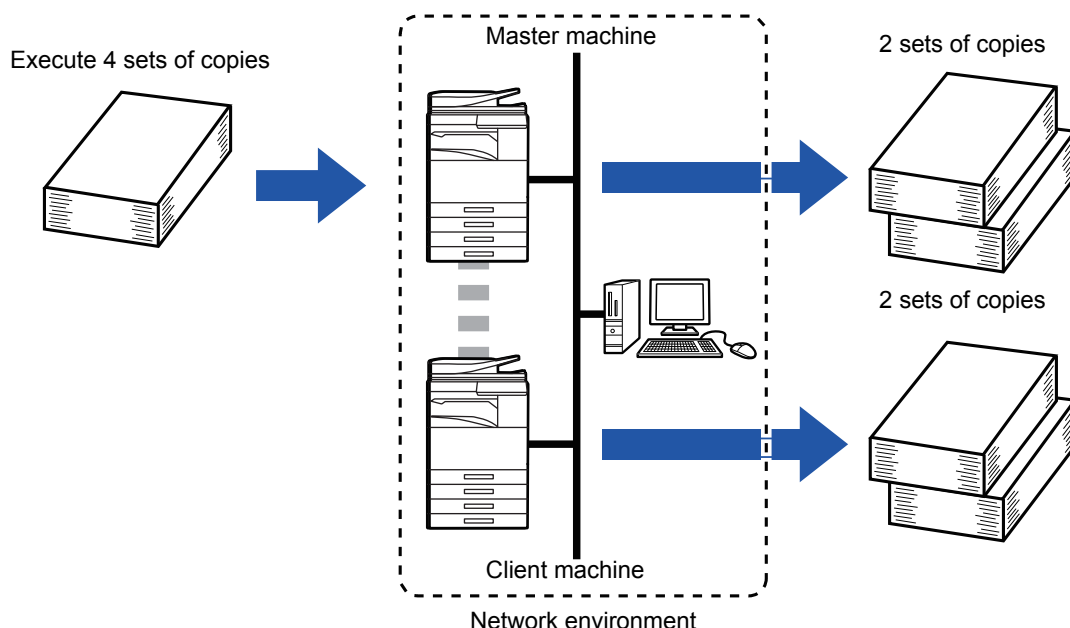 Execute 4 sets of copies
Master machine
2 sets of copies
2 sets of copies
Client machine
Network environment